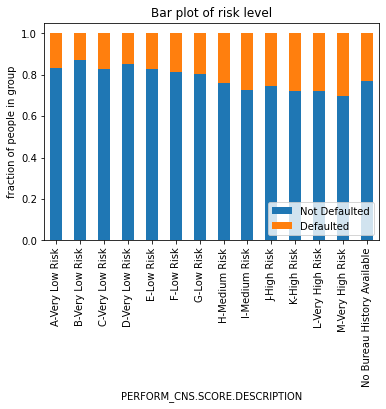 Bar plot of risk level
fraction of people in group
1.0
0.8
0.6
0.4
0.2
0.0
Not Defaulted
Defaulted
A-Very Low Risk
B-Very Low Risk
C-Very Low Risk
D-Very Low Risk
E-Low Risk
F-Low Risk
G-Low Risk
H-Medium Risk
I-Medium Risk
J-High Risk
K-High Risk
L-Very High Risk
M-Very High Risk
No Bureau History Available
PERFORM_CNS.SCORE.DESCRIPTION